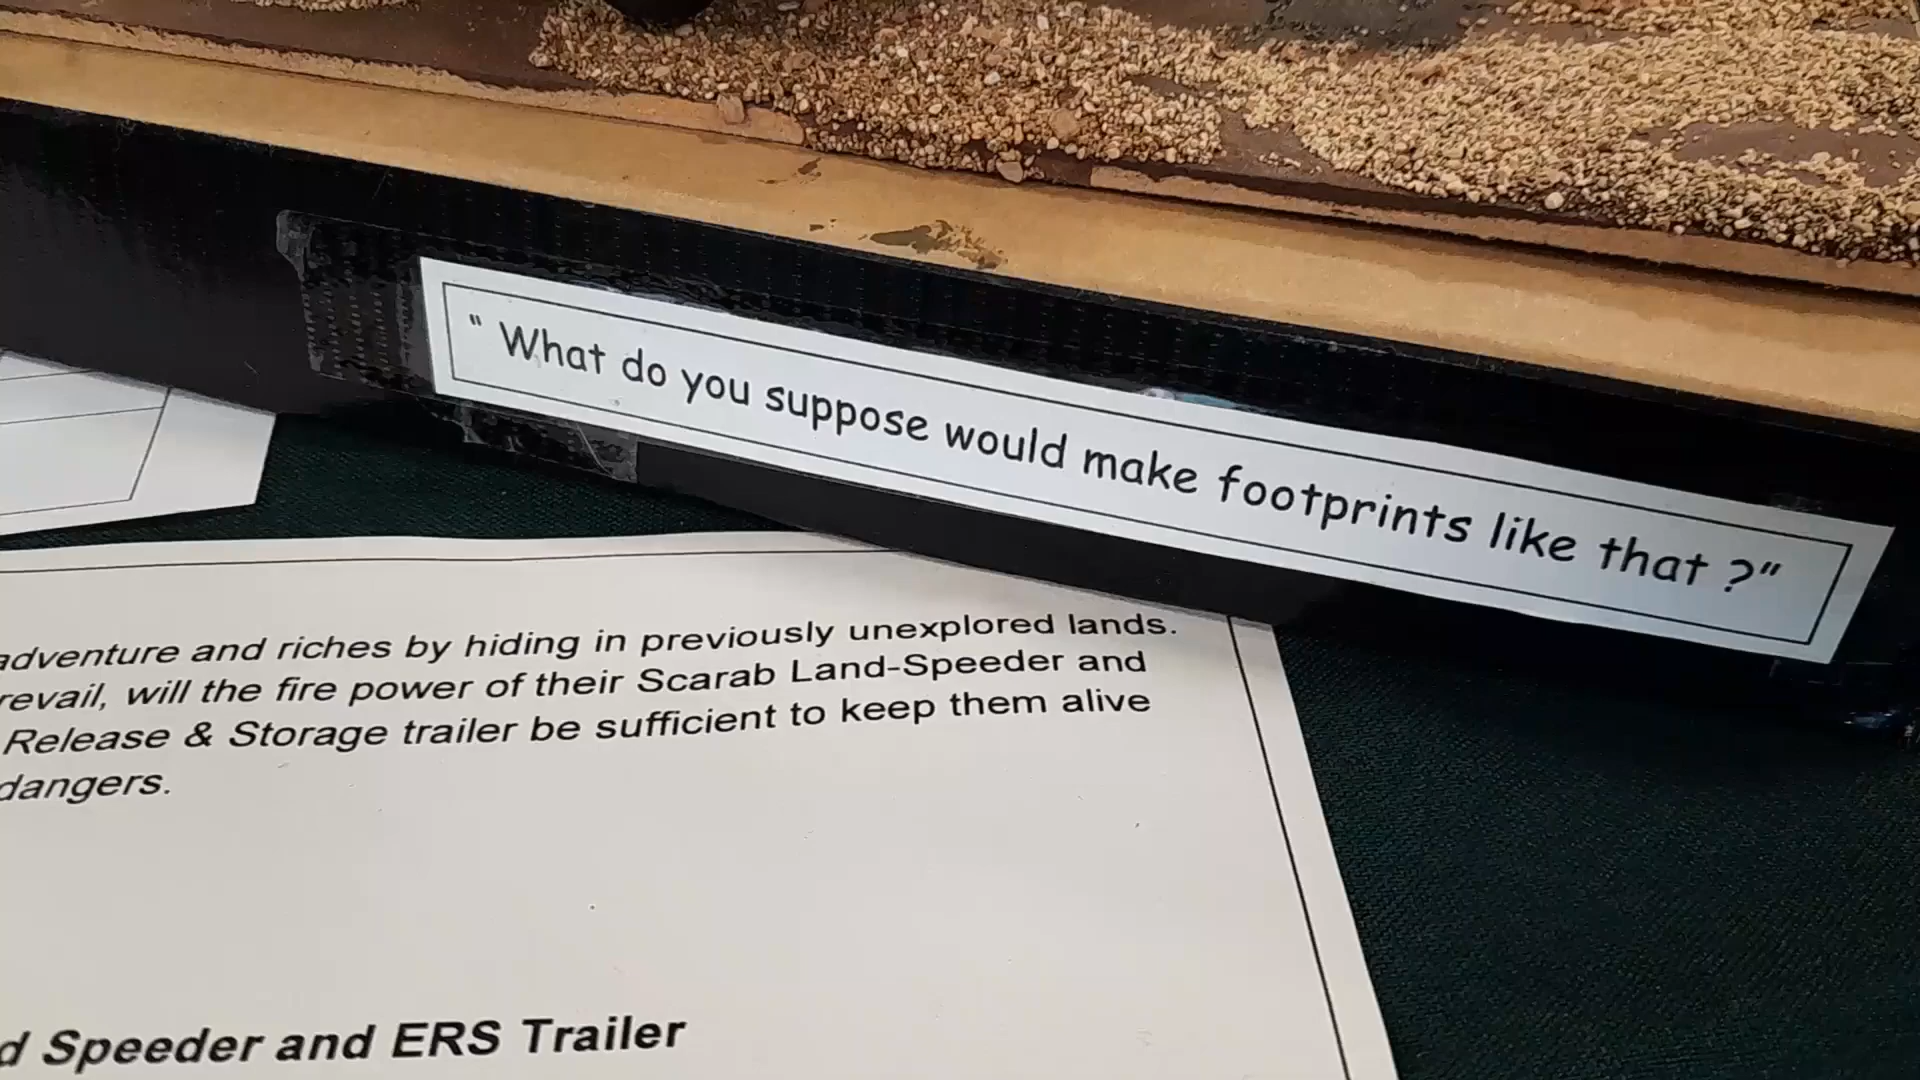 " What do you suppose would make footprints like that ?"
adventure and riches by hiding in previously unexplored lands.
will the fire power of their Scarab Land-Speeder and
Release & Storage trailer be sufficient to keep them alive
dangers.
Speeder and ERS Trailer